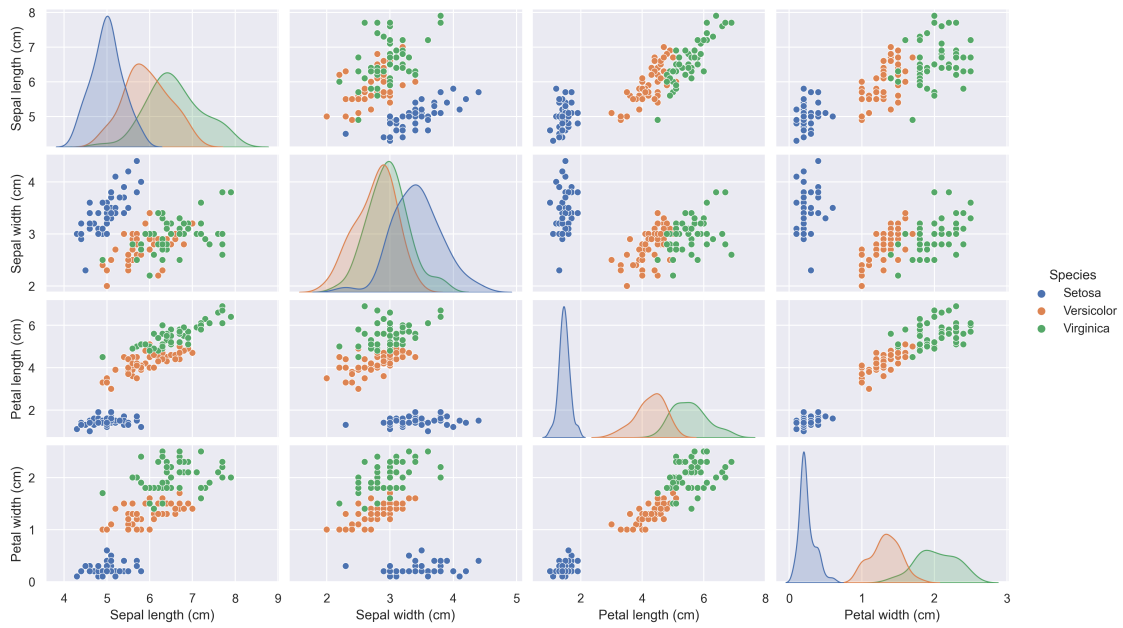 Sepal length (cm)
8
7
6
5
Sepal width (cm)
4
3
2
Petal length (cm)
6
4
2
Petal width (cm)
2
1
0
4 5 6 7 8 9
Sepal length (cm)
2 3 4 5
Sepal width (cm)
2 4 6 8
Petal length (cm)
0 1 2 3
Petal width (cm)
Species
Setosa
Versicolor
Virginica